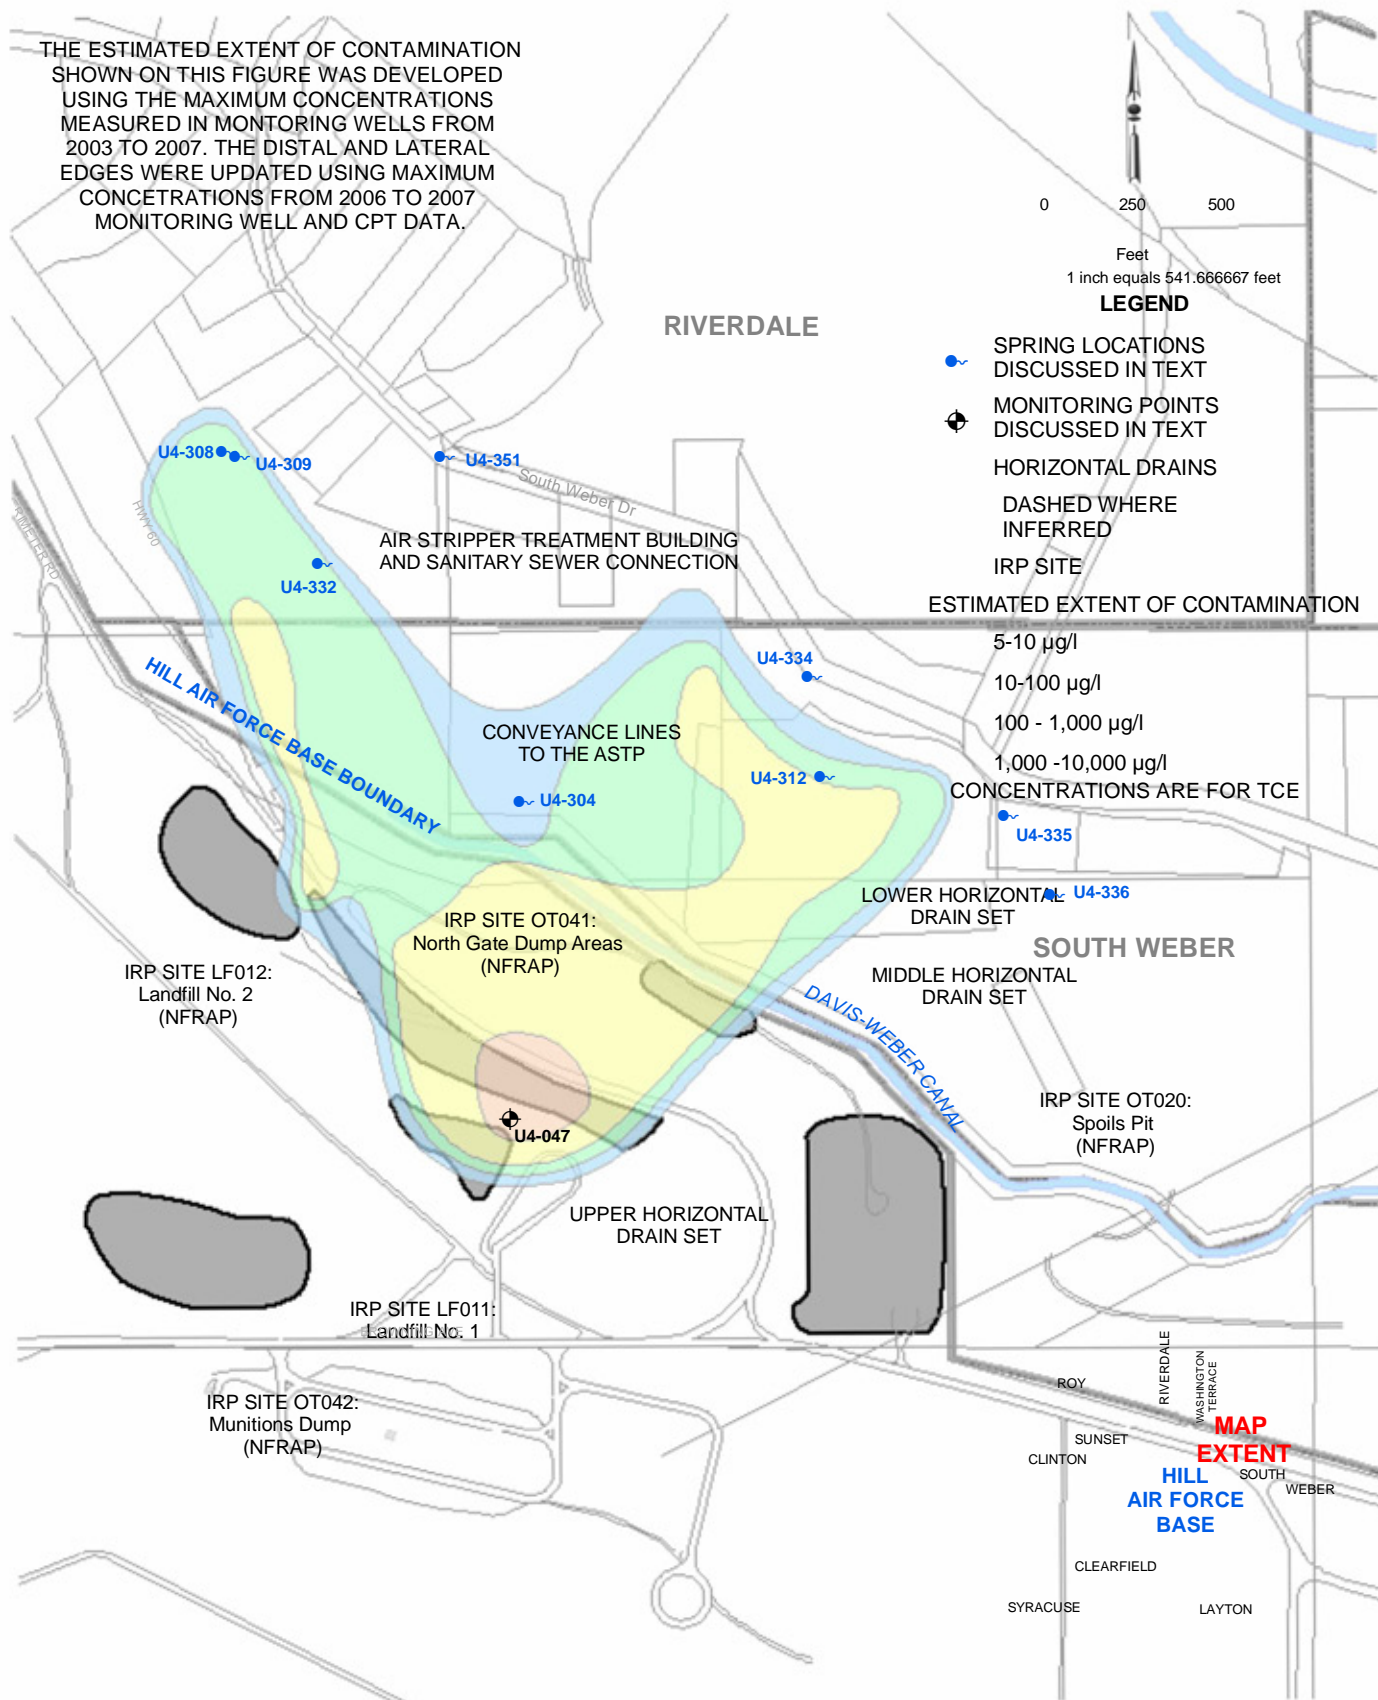 THE ESTIMATED EXTENT OF CONTAMINATION
SHOWN ON THIS FIGURE WAS DEVELOPED
USING THE MAXIMUM CONCENTRATIONS
MEASURED IN MONTORING WELLS FROM
2003 TO 2007. THE DISTAL AND LATERAL
EDGES WERE UPDATED USING MAXIMUM
CONCETRATIONS FROM 2006 TO 2007
MONITORING WELL AND CPT DATA.
0 250 500
Feet
1 inch equals 541.666667 feet
LEGEND
SPRING LOCATIONS
DISCUSSED IN TEXT
MONITORING POINTS
DISCUSSED IN TEXT
HORIZONTAL DRAINS
DASHED WHERE
INFERRED
IRP SITE
ESTIMATED EXTENT OF CONTAMINATION
5-10 µg/l
10-100 µg/l
100 - 1,000 µg/l
1,000 -10,000 µg/l
CONCENTRATIONS ARE FOR TCE
RIVERDALE
U4-308
U4-309
U4-351
South Weber Dr
HWY 60
AIR STRIPPER TREATMENT BUILDING
AND SANITARY SEWER CONNECTION
U4-332
U4-334
HILL AIR FORCE BASE BOUNDARY
CONVEYANCE LINES
TO THE ASTP
U4-312
U4-304
U4-335
U4-336
LOWER HORIZONTAL
DRAIN SET
IRP SITE OT041:
North Gate Dump Areas
(NFRAP)
SOUTH WEBER
IRP SITE LF012:
Landfill No. 2
(NFRAP)
MIDDLE HORIZONTAL
DRAIN SET
DAVIS-WEBER CANAL
IRP SITE OT020:
Spoils Pit
(NFRAP)
U4-047
UPPER HORIZONTAL
DRAIN SET
IRP SITE LF011:
Landfill No. 1
IRP SITE OT042:
Munitions Dump
(NFRAP)
ROY
RIVERDALE
WASHINGTON
TERRACE
MAP
EXTENT
SUNSET
CLINTON
HILL
AIR FORCE
BASE
SOUTH
WEBER
CLEARFIELD
SYRACUSE
LAYTON